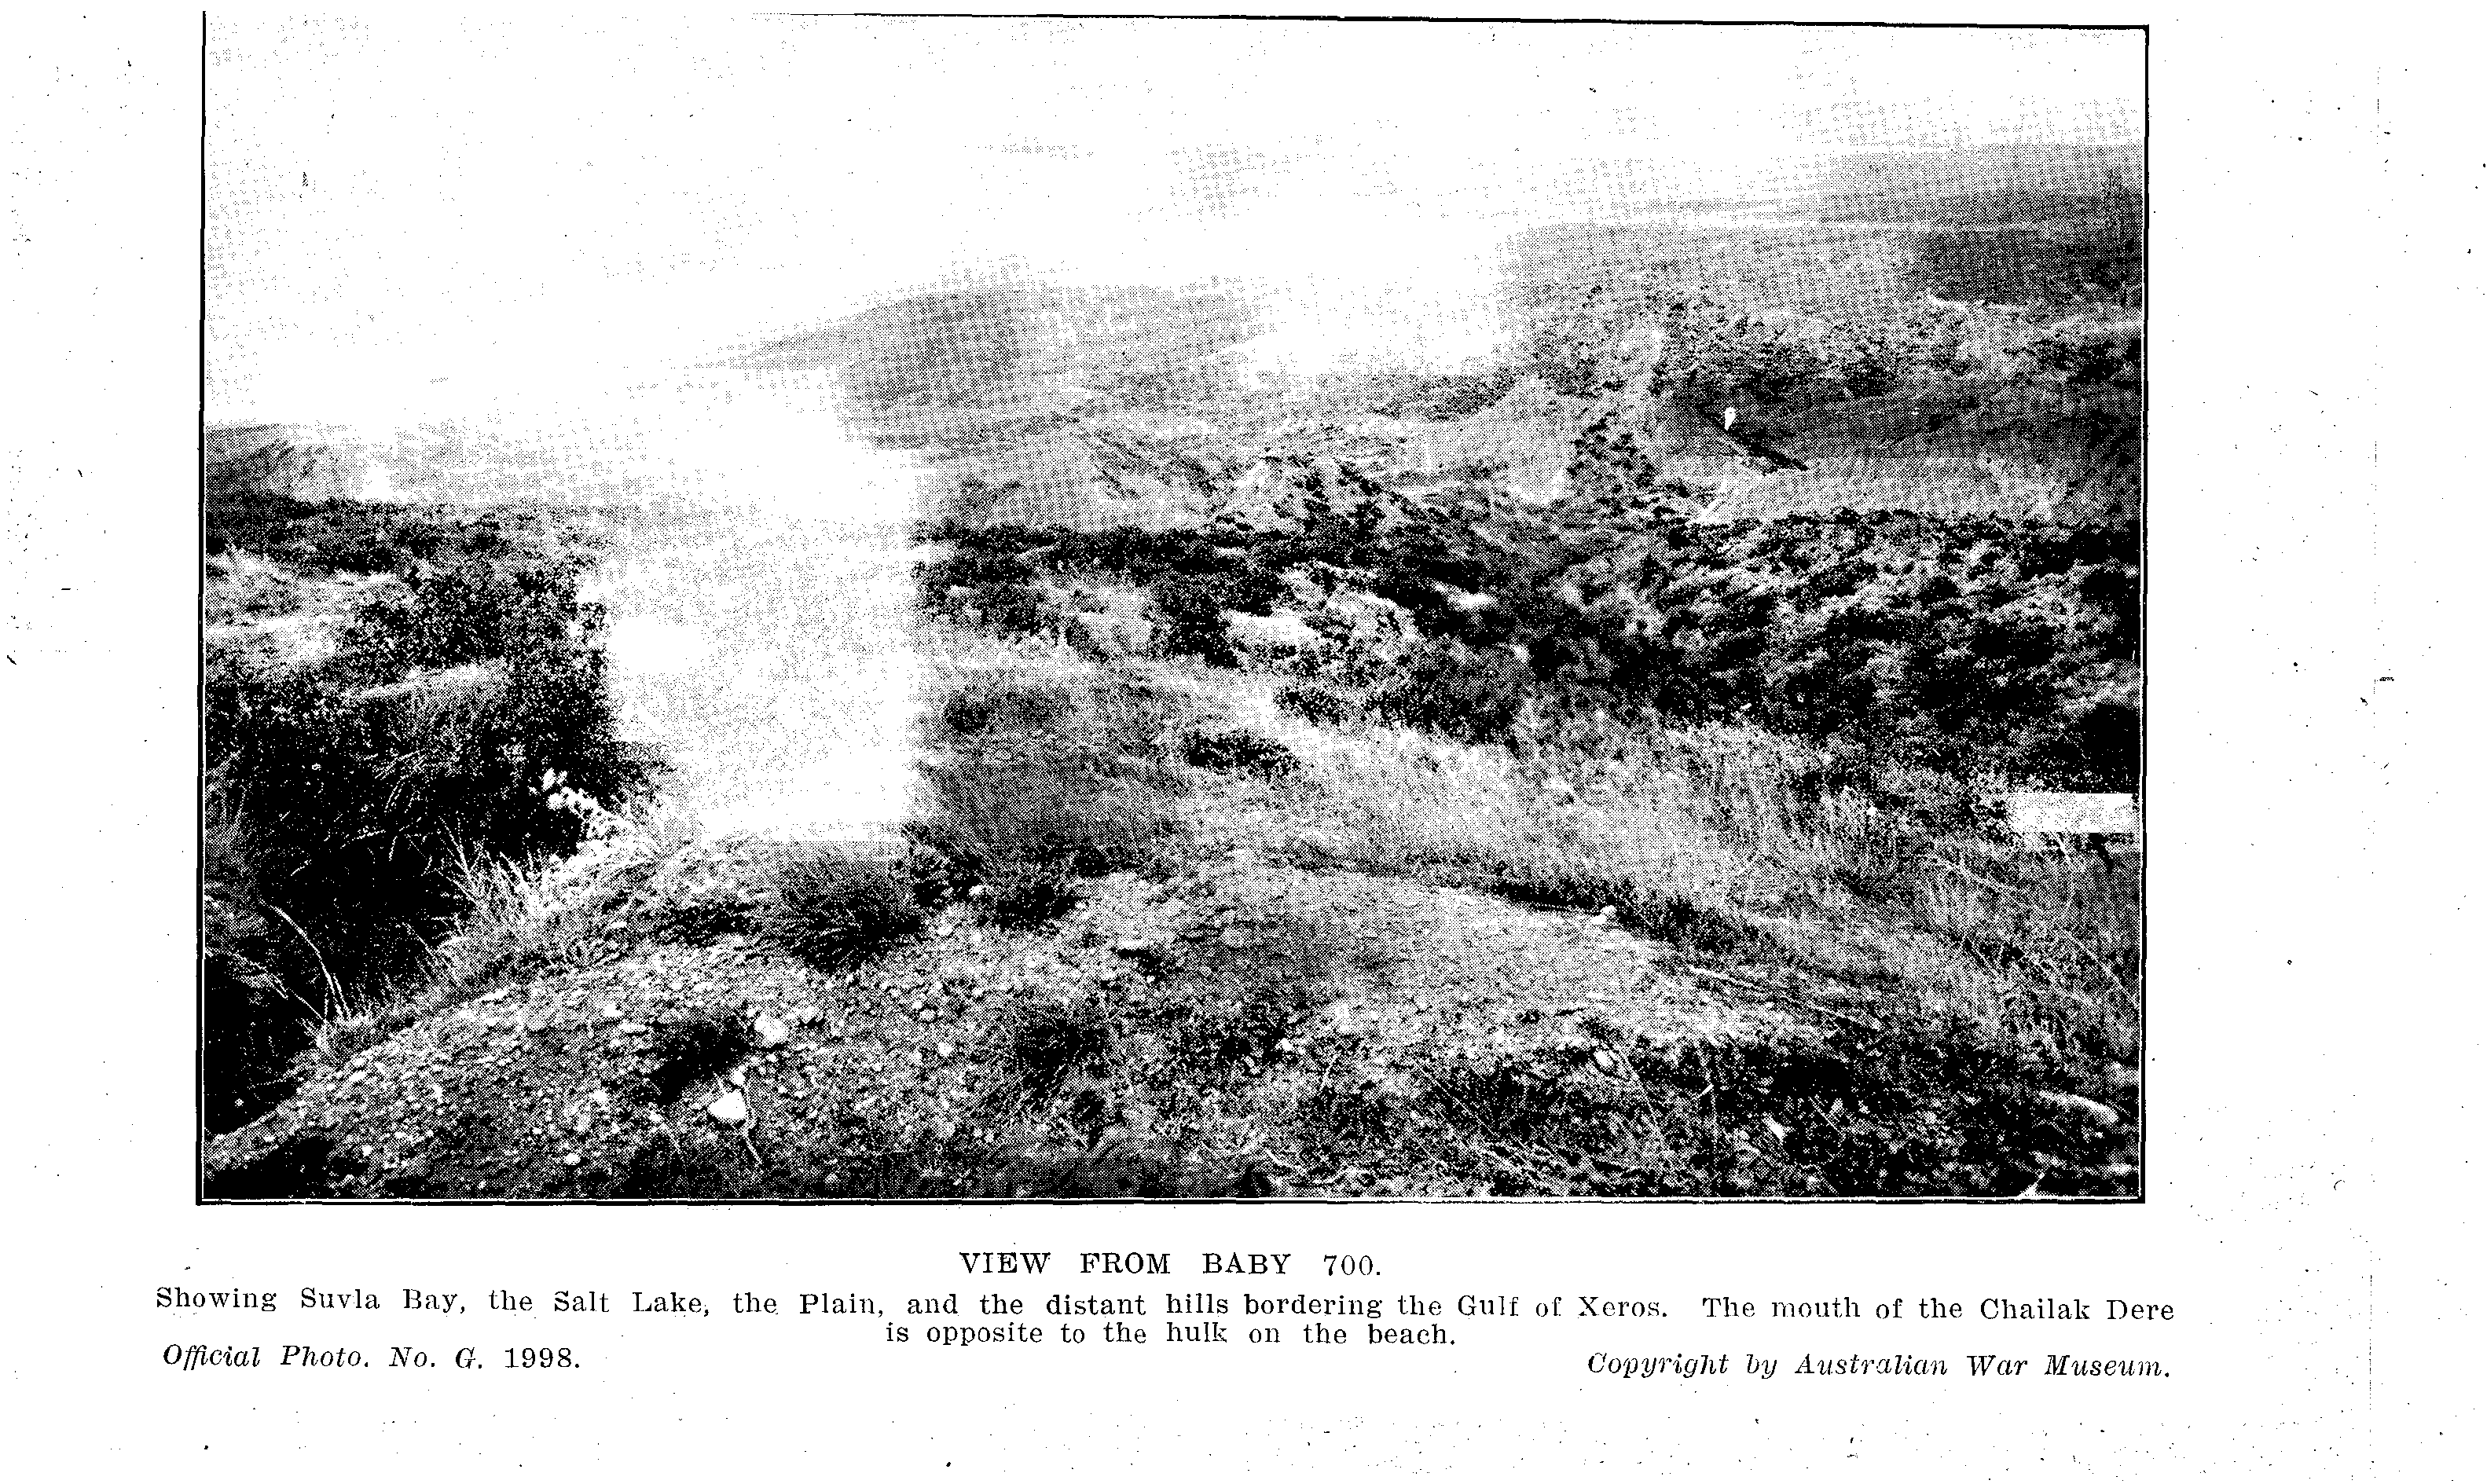 VIEW FROM BABY 700.
Showing Suvla Bay, the Salt Lake, the Plain, and the distant hills bordering the Gulf of Xeros. The mouth of the Chailak Dere
is opposite to the hulk on the beach.
Official Photo. No. G. 1998.
Copyright by Australian War Museum.